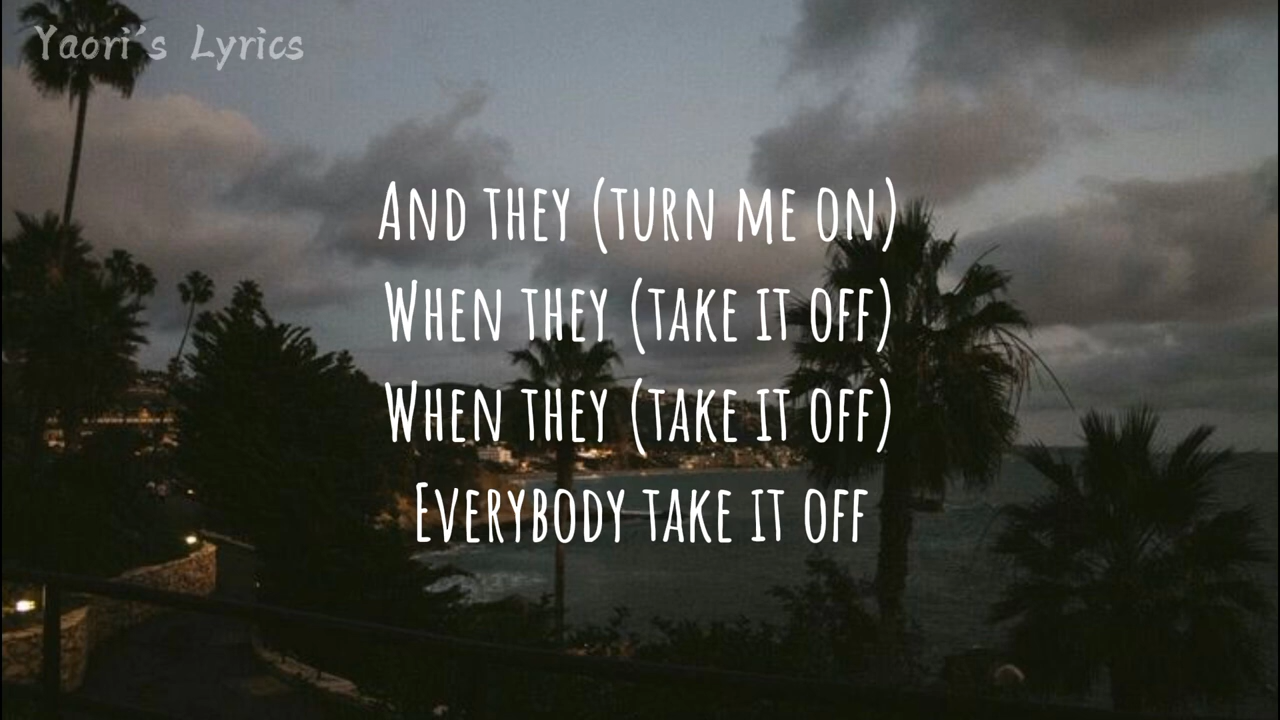 Yaori's Lyrics
AND THEY (TURN ME ON)
WHEN THEY (TAKE IT OFF)
WHEN THEY (TAKE IT OFF)
EVERYBODY TAKE IT OFF